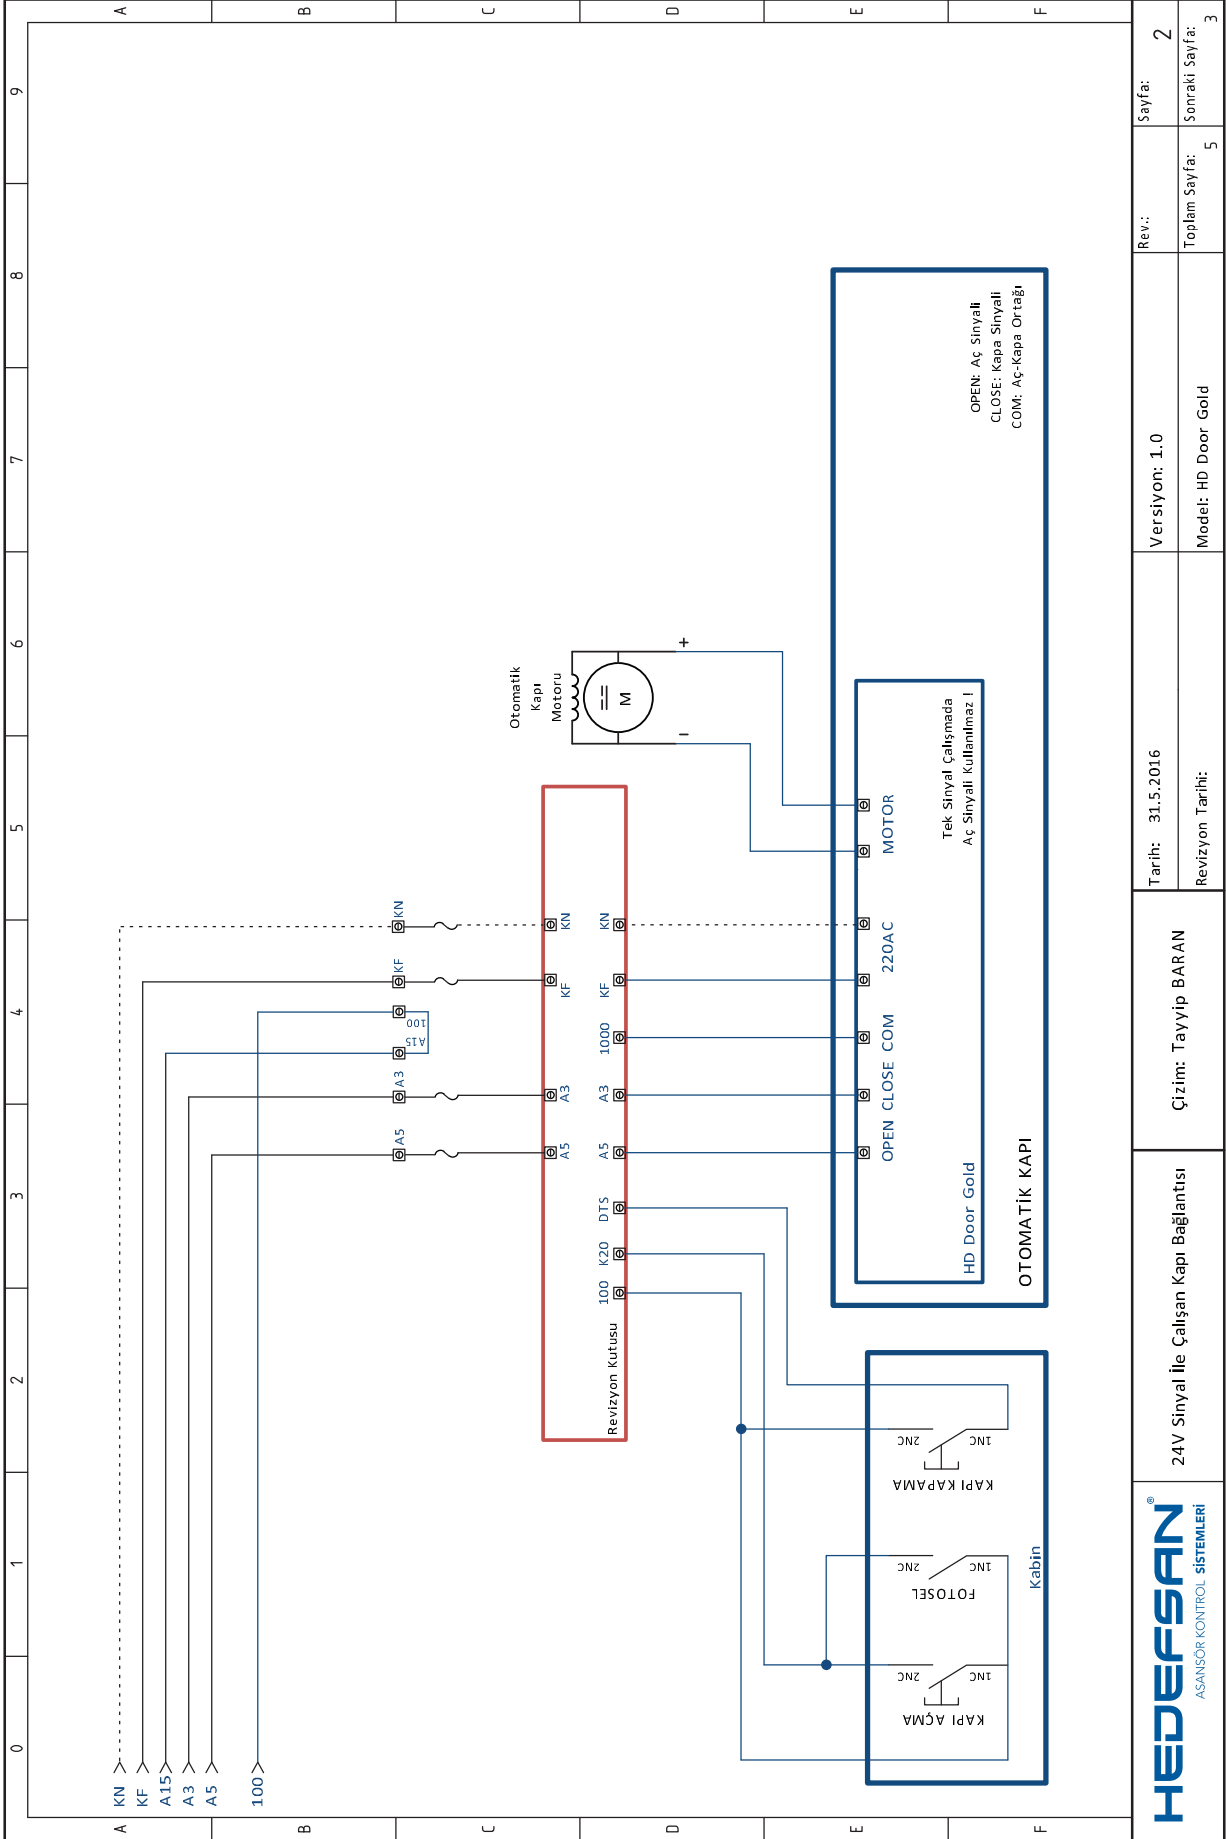 0 1 2 3 4 5 6 7 8 9
A
B
C
D
E
F
A
B
C
D
E
F
KN
KF
A15
A3
A5
100
A5
A3
A15
100
KF
KN
A5
A3
KF
KN
100
K20
DTS
A5
A3
1000
KF
KN
Revizyon Kutusu
Otomatik
Kapı
Motoru
M
−
+
OPEN
CLOSE
COM
220AC
MOTOR
Tek Sinyal Çalışmada
Aç Sinyali Kullanılmaz !
HD Door Gold
OTOMATİK KAPI
OPEN: Aç Sinyali
CLOSE: Kapa Sinyali
COM: Aç-Kapa Ortağı
2NC
1NC
KAPI AÇMA
2NC
1NC
FOTOSEL
2NC
1NC
KAPI KAPAMA
Kabin
HEDEFSAN®
ASANSÖR KONTROL SİSTEMLERİ
24V Sinyal İle Çalışan Kapı Bağlantısı
Çizim: Tayyip BARAN
Tarih: 31.5.2016
Revizyon Tarihi:
Versiyon: 1.0
Model: HD Door Gold
Rev.:
Toplam Sayfa: 5
Sayfa: 2
Sonraki Sayfa: 3